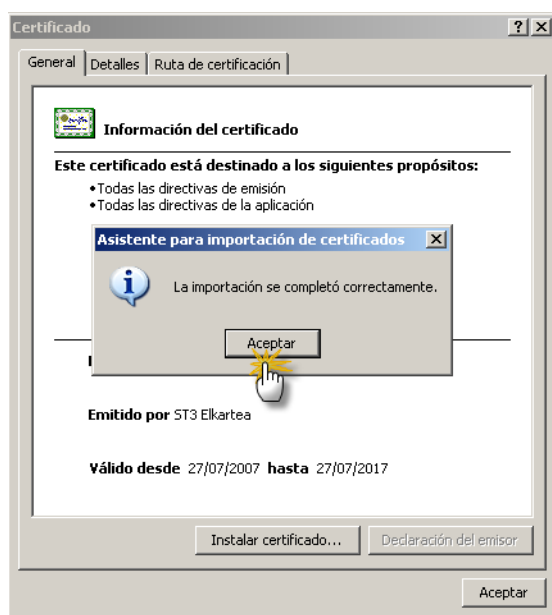 Certificado
General Detalles Ruta de certificación
Información del certificado
Este certificado está destinado a los siguientes propósitos:
•Todas las directivas de emisión
•Todas las directivas de la aplicación
Asistente para importación de certificados
La importación se completó correctamente.
Aceptar
Emitido por ST3 Elkartea
Válido desde 27/07/2007 hasta 27/07/2017
Instalar certificado... Declaración del emisor
Aceptar